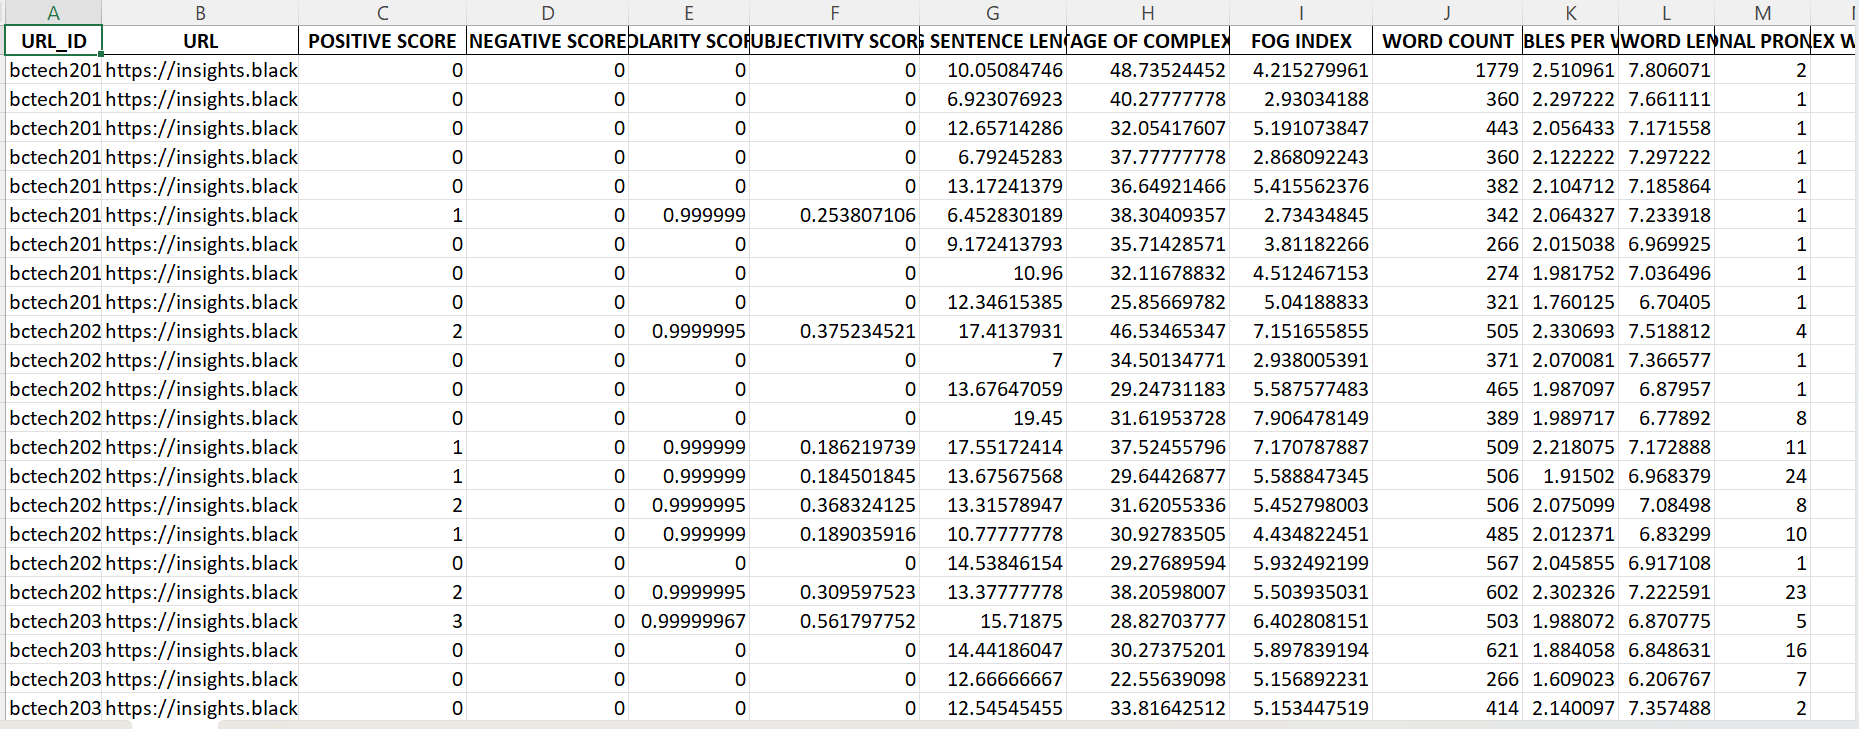 A B C D E F G H I J K L M
URL_ID URL POSITIVE SCORE NEGATIVE SCORE OLARITY SCOR UBJECTIVITY SCOR SENTENCE LEN AGE OF COMPLEX FOG INDEX WORD COUNT BLES PER WORD LEN NAL PRON EX W
bctech201 https://insights.black 0 0 0 0 10.05084746 48.73524452 4.215279961 1779 2.510961 7.806071 2
bctech201 https://insights.black 0 0 0 0 6.923076923 40.27777778 2.93034188 360 2.297222 7.661111 1
bctech201 https://insights.black 0 0 0 0 12.65714286 32.05417607 5.191073847 443 2.056433 7.171558 1
bctech201 https://insights.black 0 0 0 0 6.79245283 37.77777778 2.868092243 360 2.122222 7.297222 1
bctech201 https://insights.black 0 0 0 0 13.17241379 36.64921466 5.415562376 382 2.104712 7.185864 1
bctech201 https://insights.black 1 0 0.999999 0.253807106 6.452830189 38.30409357 2.73434845 342 2.064327 7.233918 1
bctech201 https://insights.black 0 0 0 0 9.172413793 35.71428571 3.81182266 266 2.015038 6.969925 1
bctech201 https://insights.black 0 0 0 0 10.96 32.11678832 4.512467153 274 1.981752 7.036496 1
bctech201 https://insights.black 0 0 0 0 12.34615385 25.85669782 5.04188833 321 1.760125 6.70405 1
bctech202 https://insights.black 2 0 0.9999995 0.375234521 17.4137931 46.53465347 7.151655855 505 2.330693 7.518812 4
bctech202 https://insights.black 0 0 0 0 7 34.50134771 2.938005391 371 2.070081 7.366577 1
bctech202 https://insights.black 0 0 0 0 13.67647059 29.24731183 5.587577483 465 1.987097 6.87957 1
bctech202 https://insights.black 0 0 0 0 19.45 31.61953728 7.906478149 389 1.989717 6.77892 8
bctech202 https://insights.black 1 0 0.999999 0.186219739 17.55172414 37.52455796 7.170787887 509 2.218075 7.172888 11
bctech202 https://insights.black 1 0 0.999999 0.184501845 13.67567568 29.64426877 5.588847345 506 1.91502 6.968379 24
bctech202 https://insights.black 2 0 0.9999995 0.368324125 13.31578947 31.62055336 5.452798003 506 2.075099 7.08498 8
bctech202 https://insights.black 1 0 0.999999 0.189035916 10.77777778 30.92783505 4.434822451 485 2.012371 6.83299 10
bctech202 https://insights.black 0 0 0 0 14.53846154 29.27689594 5.932492199 567 2.045855 6.917108 1
bctech202 https://insights.black 2 0 0.9999995 0.309597523 13.37777778 38.20598007 5.503935031 602 2.302326 7.222591 23
bctech203 https://insights.black 3 0 0.99999967 0.561797752 15.71875 28.82703777 6.402808151 503 1.988072 6.870775 5
bctech203 https://insights.black 0 0 0 0 14.44186047 30.27375201 5.897839194 621 1.884058 6.848631 16
bctech203 https://insights.black 0 0 0 0 12.66666667 22.55639098 5.156892231 266 1.609023 6.206767 7
bctech203 https://insights.black 0 0 0 0 12.54545455 33.81642512 5.153447519 414 2.140097 7.357488 2